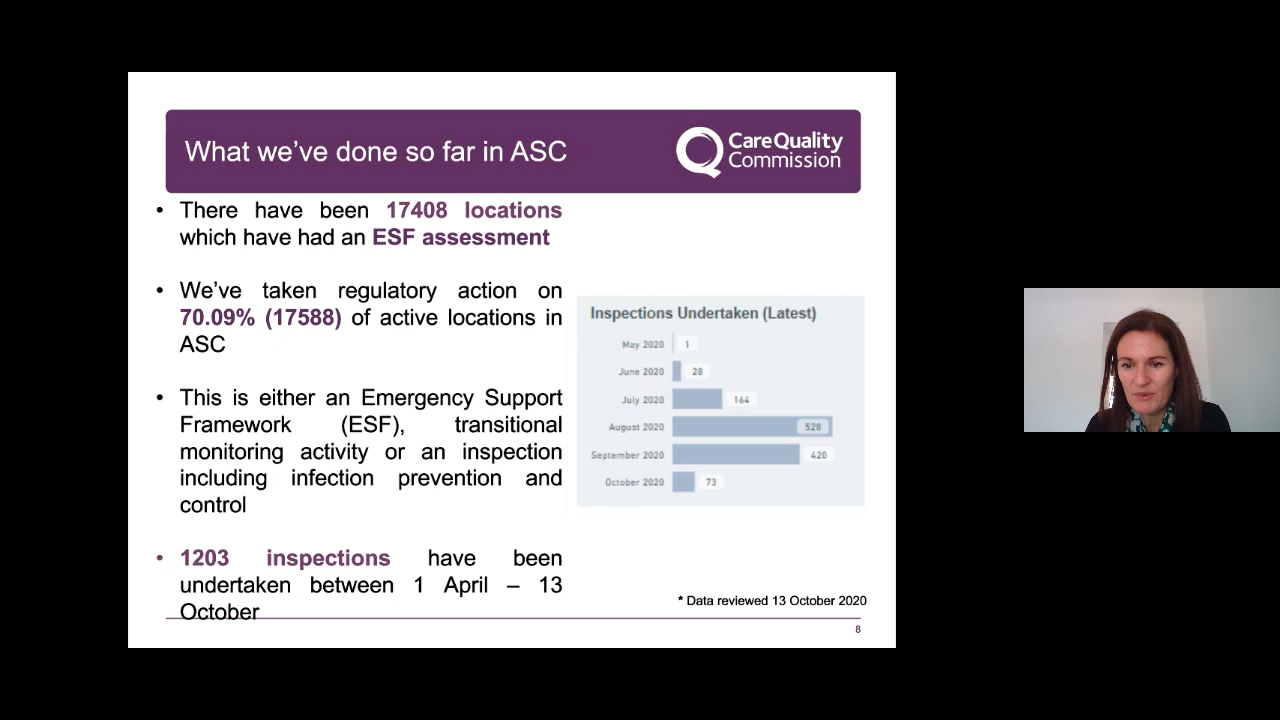 What we've done so far in ASC
CareQuality
Commission
• There have been 17408 locations
which have had an ESF assessment
• We've taken regulatory action on
70.09% (17588) of active locations in
ASC
• This is either an Emergency Support
Framework (ESF), transitional
monitoring activity or an inspection
including infection prevention and
control
• 1203 inspections have been
undertaken between 1 April – 13
October
Inspections Undertaken (Latest)
May 2020 1
June 2020 28
July 2020 164
August 2020 528
September 2020 420
October 2020 73
* Data reviewed 13 October 2020
8